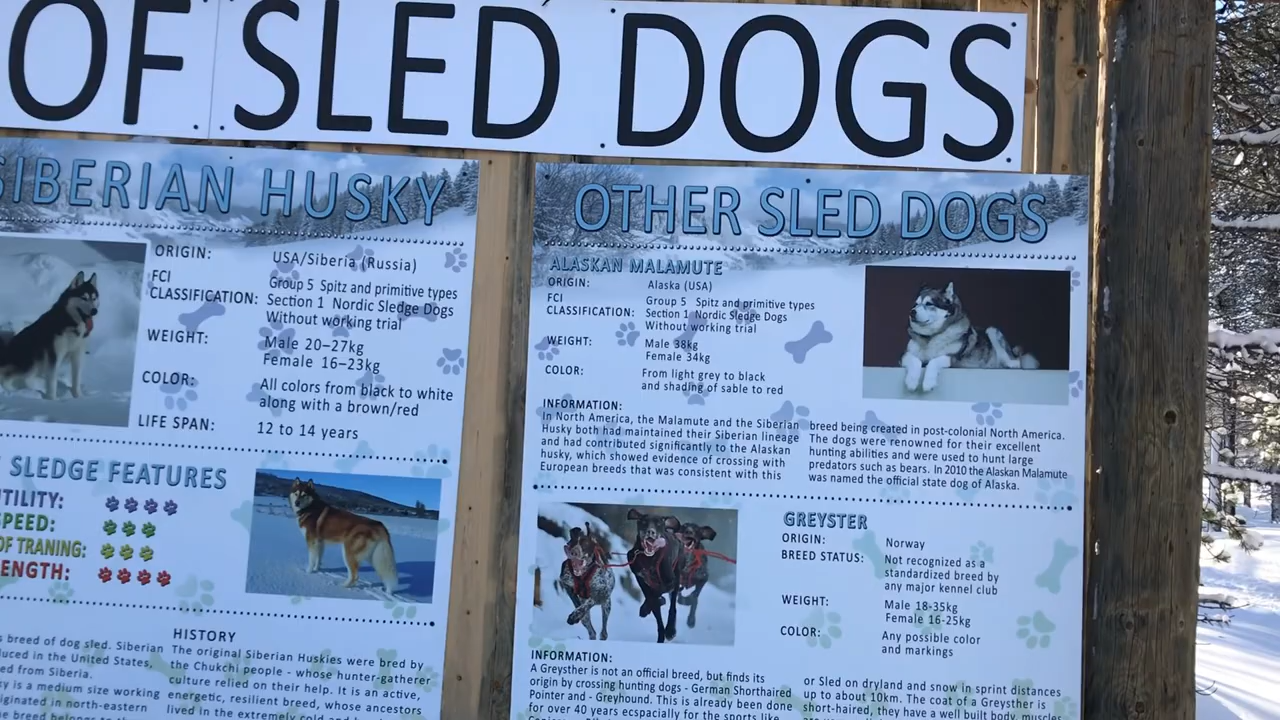 OF SLED DOGS
SIBERIAN HUSKY
ORIGIN: USA/Siberia (Russia)
FCI
CLASSIFICATION: Group 5 Spitz and primitive types
Section 1 Nordic Sledge Dogs
Without working trial
WEIGHT: Male 20–27kg
Female 16–23kg
COLOR: All colors from black to white
along with a brown/red
LIFE SPAN: 12 to 14 years
SLEDGE FEATURES
TILITY:
SPEED:
OF TRANING:
ENGTH:
s breed of dog sled. Siberian
uced in the United States,
ed from Siberia.
ky is a medium size working
iginated in north-eastern
HISTORY
The original Siberian Huskies were bred by
the Chukchi people - whose hunter-gatherer
culture relied on their help. It is an active,
energetic, resilient breed, whose ancestors
lived in the extremely cold and
OTHER SLED DOGS
ALASKAN MALAMUTE
ORIGIN: Alaska (USA)
FCI
CLASSIFICATION: Group 5 Spitz and primitive types
Section 1 Nordic Sledge Dogs
Without working trial
WEIGHT: Male 38kg
Female 34kg
COLOR: From light grey to black
and shading of sable to red
INFORMATION:
In North America, the Malamute and the Siberian
Husky both had maintained their Siberian lineage
and had contributed significantly to the Alaskan
husky, which showed evidence of crossing with
European breeds that was consistent with this
breed being created in post-colonial North America.
The dogs were renowned for their excellent
hunting abilities and were used to hunt large
predators such as bears. In 2010 the Alaskan Malamute
was named the official state dog of Alaska.
GREYSTER
ORIGIN: Norway
BREED STATUS: Not recognized as a
standardized breed by
any major kennel club
WEIGHT: Male 18-35kg
Female 16-25kg
COLOR: Any possible color
and markings
INFORMATION:
A Greysther is not an official breed, but finds its
origin by crossing hunting dogs - German Shorthaired
Pointer and - Greyhound. This is already been done
for over 40 years ecspacially for the sports like
or Sled on dryland and snow in sprint distances
up to about 10km. The coat of a Greysther is
short-haired, they have a well built body, muscles